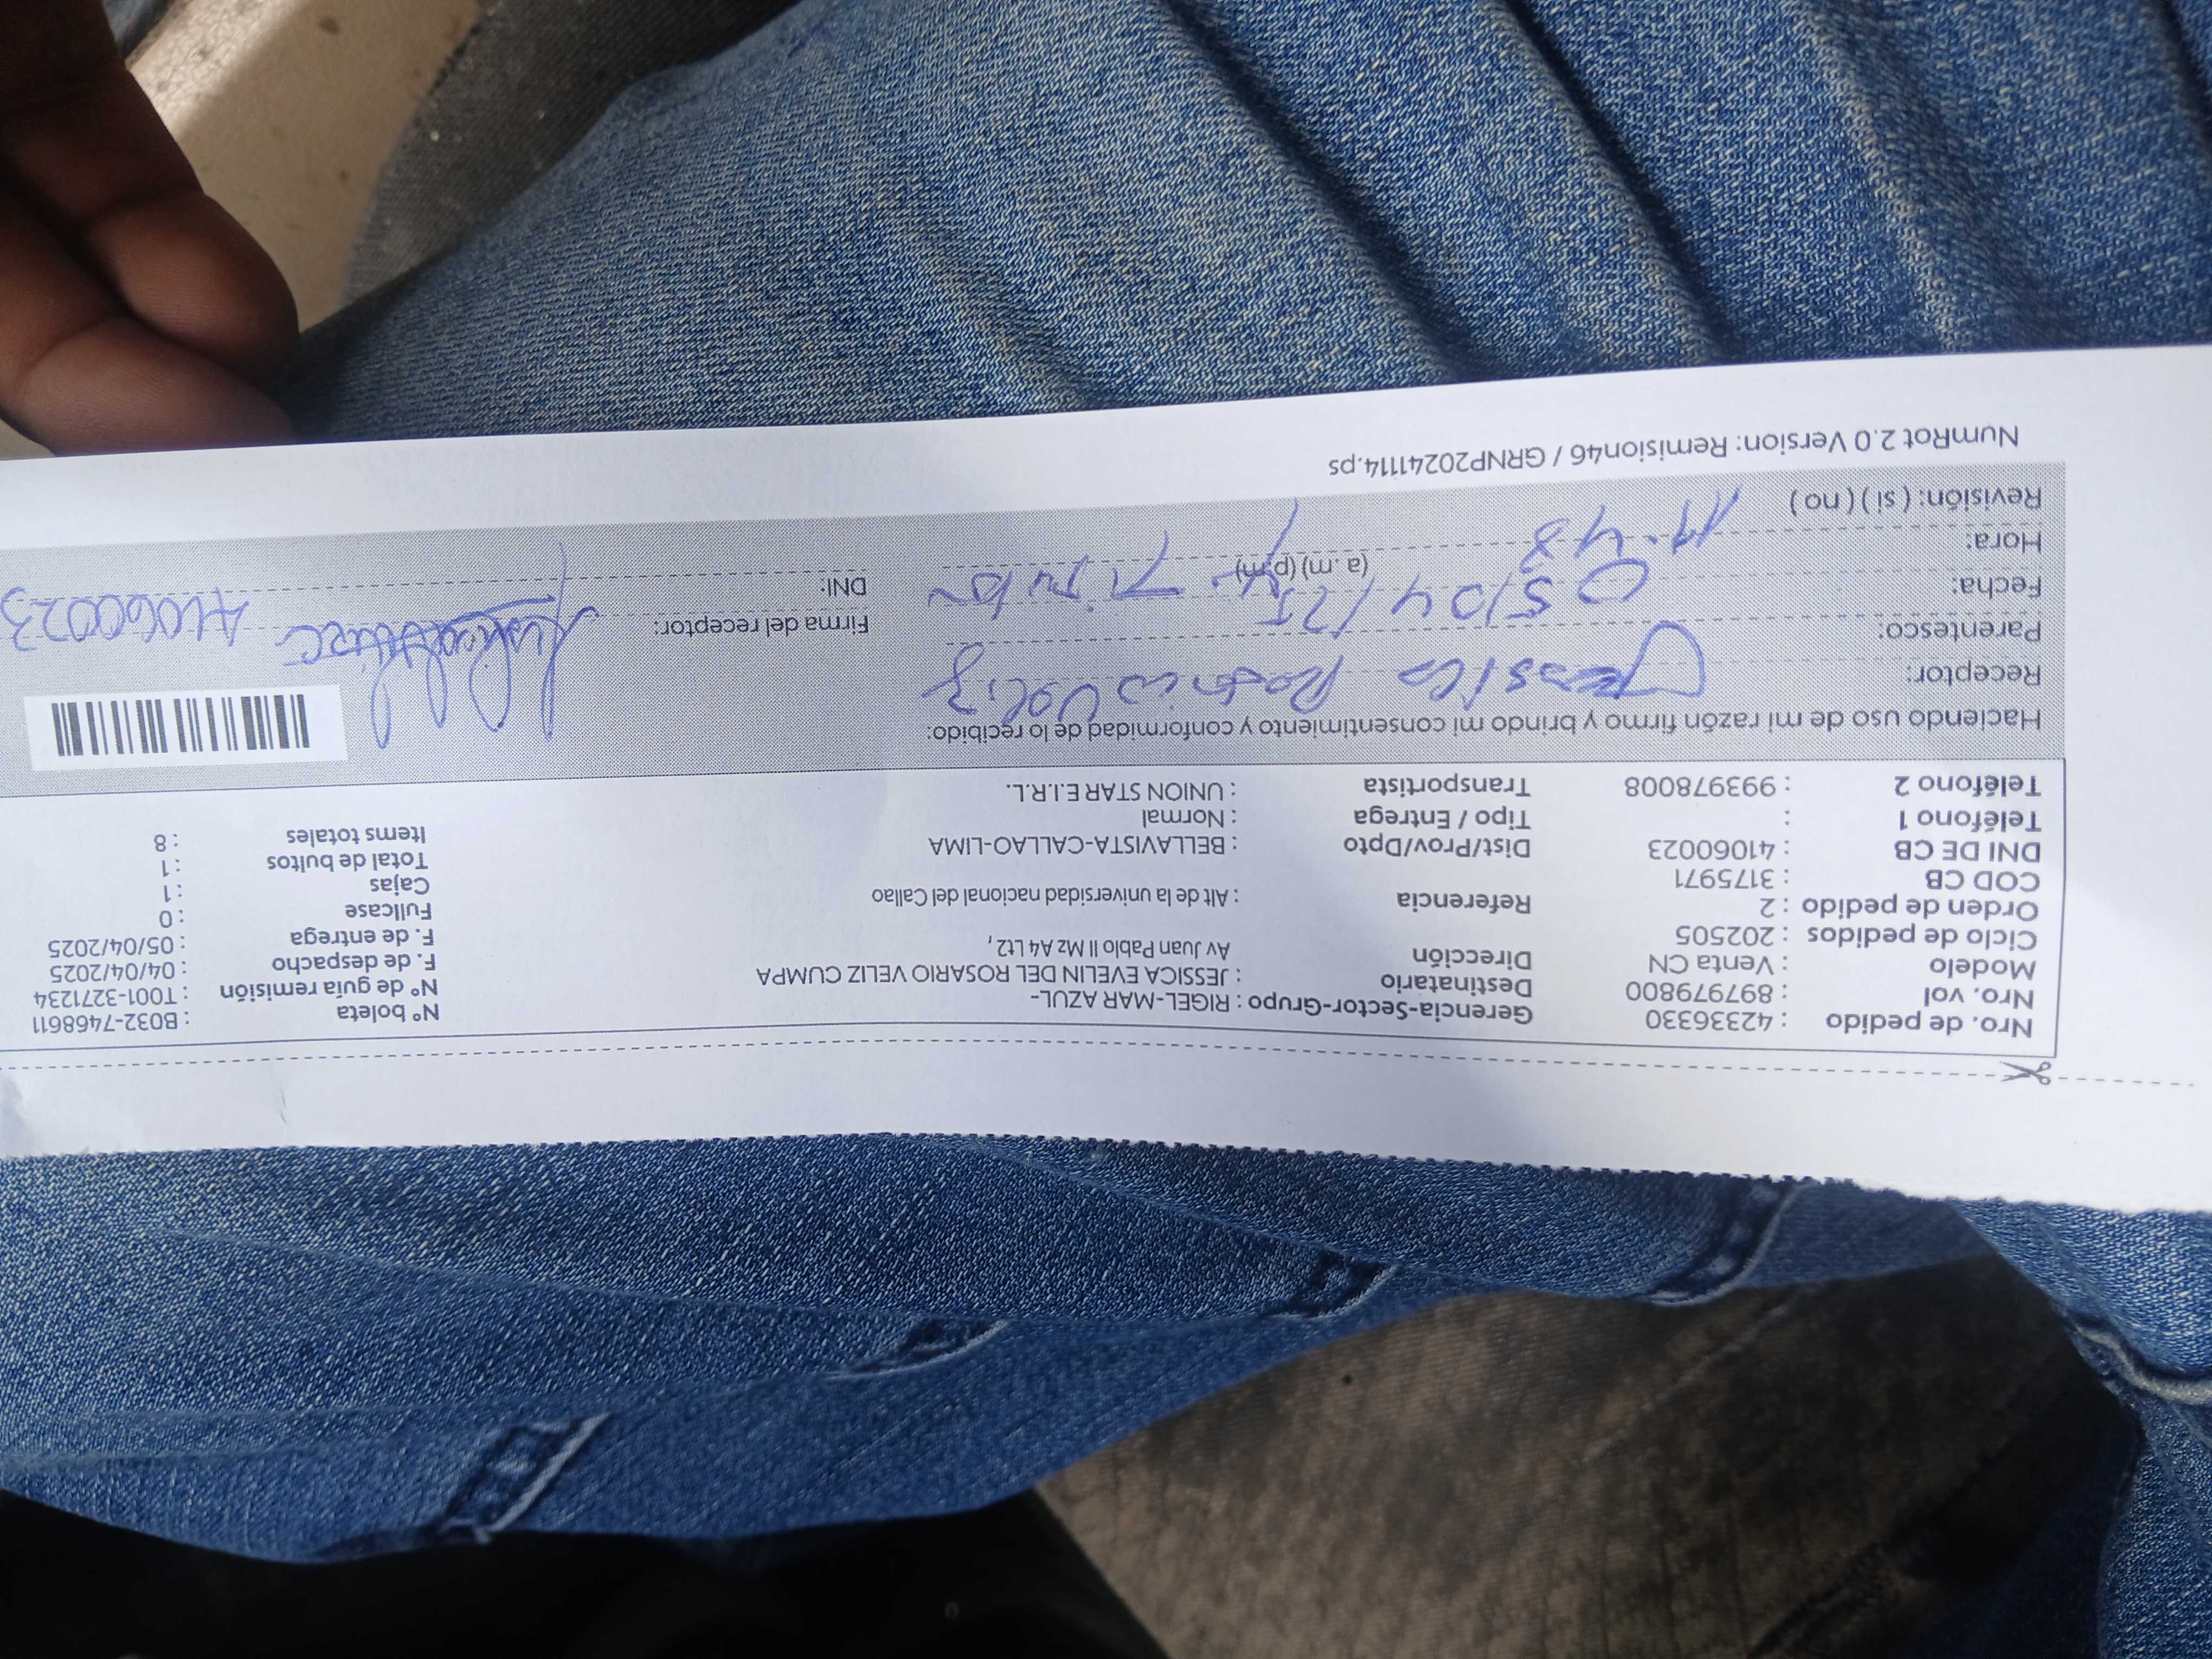 Nro. de pedido : 42336330
Nro. vol : 897979800
Modelo : Venta CN
Ciclo de pedidos : 202505
Orden de pedido : 2
COD CB : 3175971
DNI DE CB : 41060023
Teléfono 1 :
Teléfono 2 : 993978008
Gerencia-Sector-Grupo : RIGEL-MAR AZUL-
Destinatario : JESSICA EVELIN DEL ROSARIO VELIZ CUMPA
Dirección Av Juan Pablo II Mz A4 Lt2,
Referencia : Alt de la universidad nacional del Callao
Dist/Prov/Dpto : BELLAVISTA-CALLAO-LIMA
Tipo / Entrega : Normal
Transportista : UNION STAR E.I.R.L.
N° boleta : B032-7468611
N° de guía remisión : T001-3271234
F. de despacho : 04/04/2025
F. de entrega : 05/04/2025
Fullcase : 0
Cajas : 1
Total de bultos : 1
Items totales : 8
Haciendo uso de mi razón firmo y brindo mi consentimiento y conformidad de lo recibido:
Receptor: Jessica Rosario Veliz
Parentesco:
Fecha: 05/04/25
Hora: 11:48 (a. m) (p.m)
Revisión: ( si ) ( no )
Firma del receptor:
DNI: 41060023
NumRot 2.0 Version: Remision46 / GRNP20241114.ps